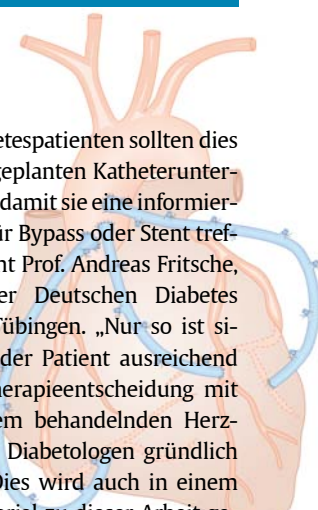 etespatienten sollten dies
geplanten Katheterunter-
damit sie eine informier-
ür Bypass oder Stent tref-
nt Prof. Andreas Fritsche,
er Deutschen Diabetes
übingen. „Nur so ist si-
der Patient ausreichend
herapieentscheidung mit
em behandelnden Herz-
Diabetologen gründlich
Dies wird auch in einem